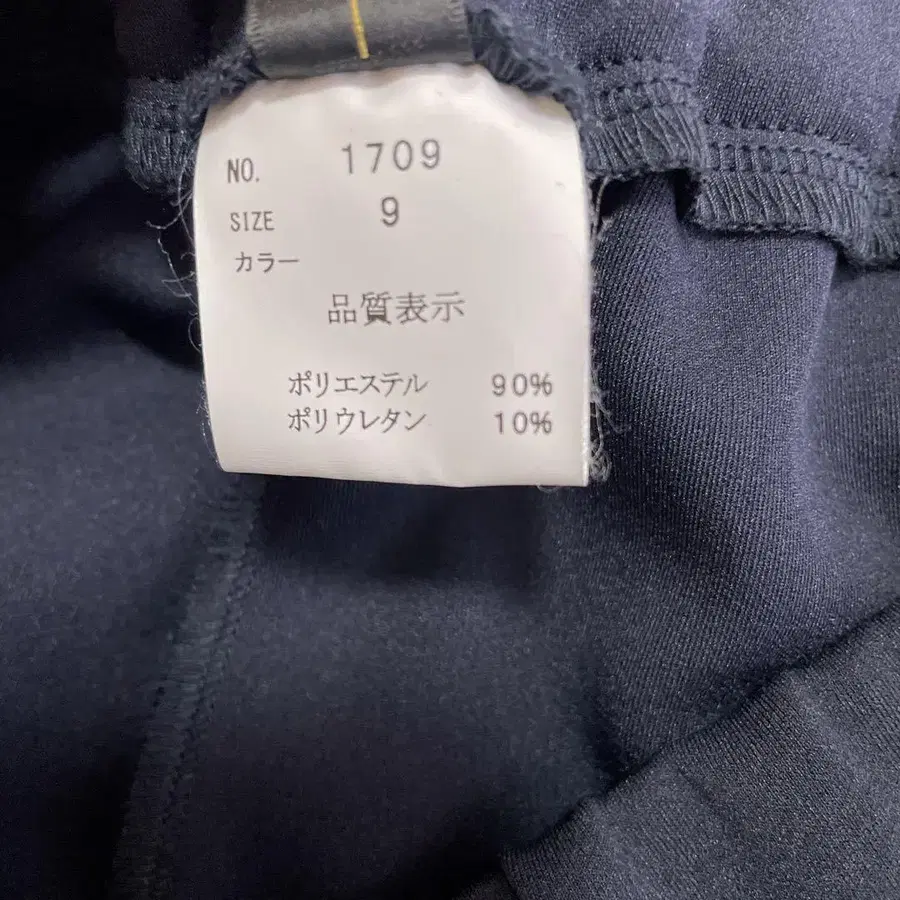 NO. 1709
SIZE 9
カラー
品質表示
ポリエステル 90%
ポリウレタン 10%